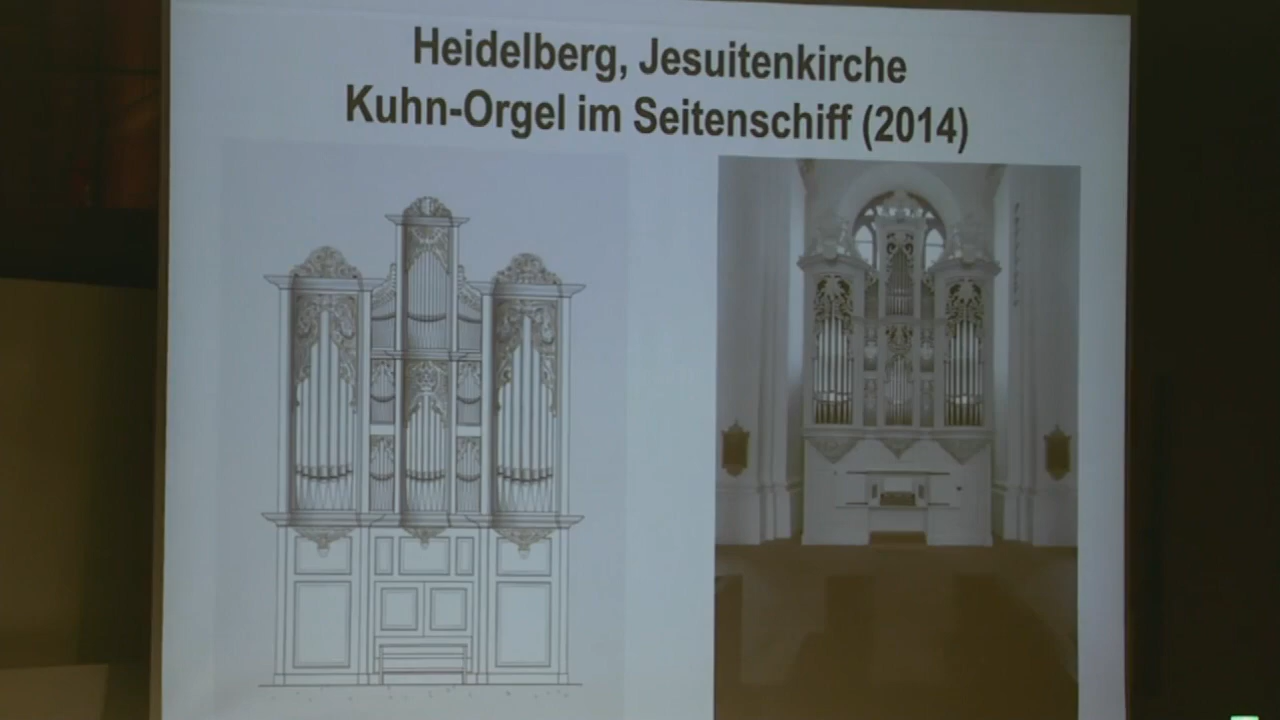 Heidelberg, Jesuitenkirche
Kuhn-Orgel im Seitenschiff (2014)